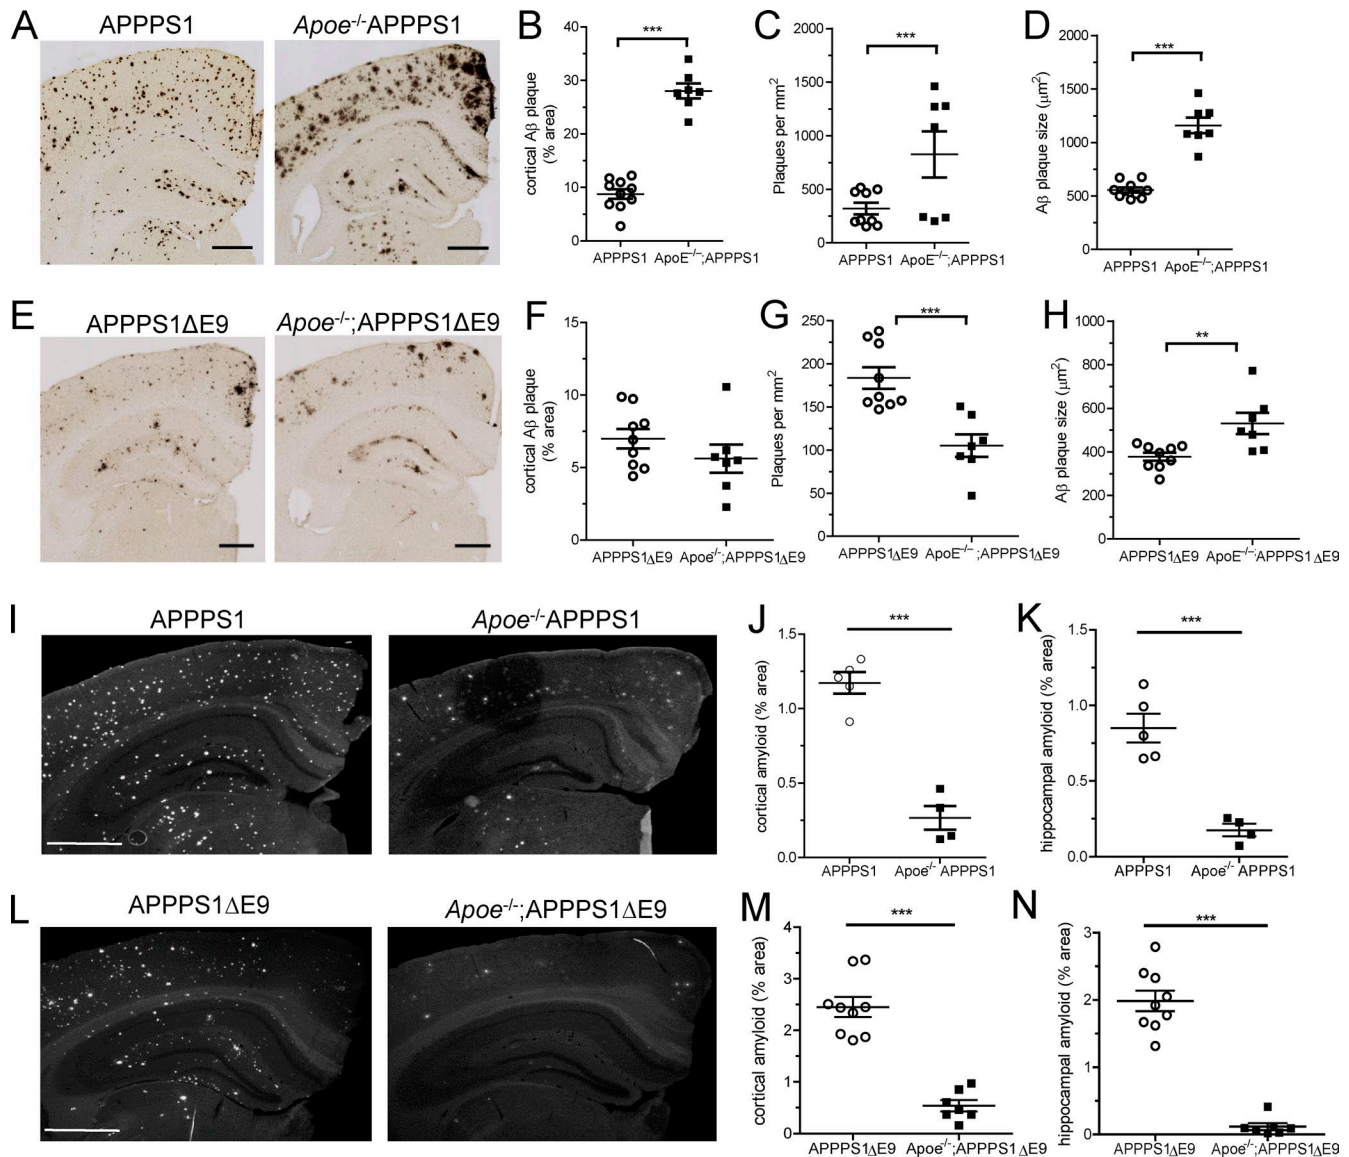 A
APPPS1
Apoe-/-APPPS1
B
***
cortical Aβ plaque
(% area)
40
30
20
10
0
APPPS1
ApoE-/-;APPPS1
C
***
Plaques per mm2
2000
1500
1000
500
0
APPPS1
ApoE-/-;APPPS1
D
***
Aβ plaque size (μm2)
2000
1500
1000
500
0
APPPS1
ApoE-/-;APPPS1
E
APPPS1ΔE9
Apoe-/-;APPPS1ΔE9
F
cortical Aβ plaque
(% area)
15
10
5
0
APPPS1ΔE9
Apoe-/-;APPPS1ΔE9
G
***
Plaques per mm2
250
200
150
100
50
0
APPPS1ΔE9
ApoE-/-;APPPS1ΔE9
H
**
Aβ plaque size (μm2)
1000
800
600
400
200
0
APPPS1ΔE9
ApoE-/-;APPPS1ΔE9
I
APPPS1
Apoe-/-APPPS1
J
***
cortical amyloid (% area)
1.5
1.0
0.5
0.0
APPPS1
Apoe-/- APPPS1
K
***
hippocampal amyloid (% area)
1.5
1.0
0.5
0.0
APPPS1
Apoe-/- APPPS1
L
APPPS1ΔE9
Apoe-/-;APPPS1ΔE9
M
***
cortical amyloid (% area)
4
3
2
1
0
APPPS1ΔE9
Apoe-/-;APPPS1 ΔE9
N
***
hippocampal amyloid (% area)
3
2
1
0
APPPS1ΔE9
Apoe-/-;APPPS1ΔE9